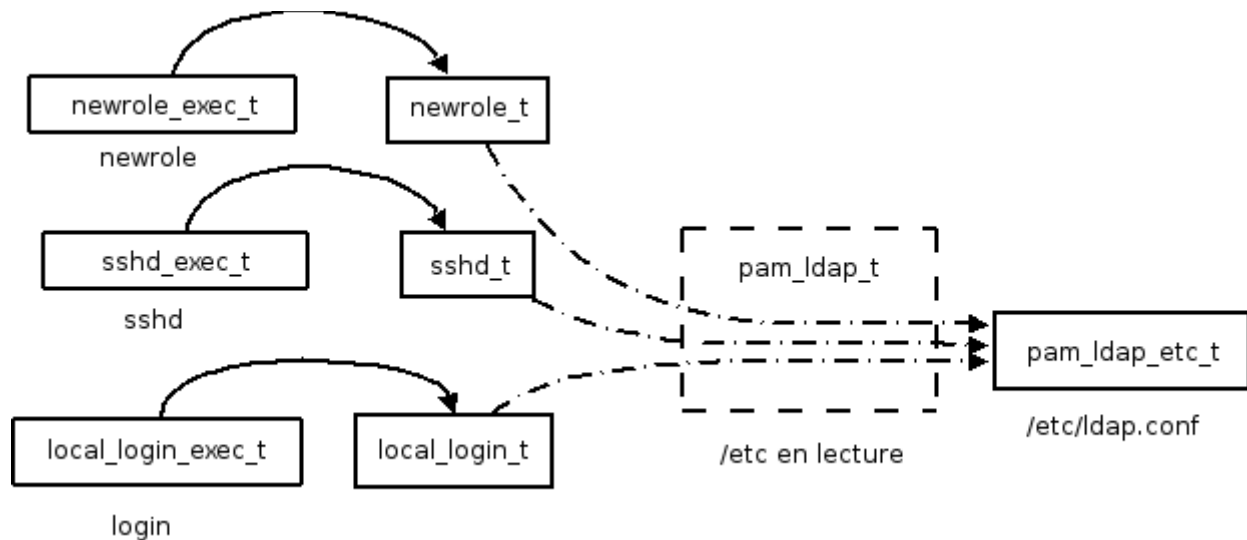 newrole_exec_t
newrole_t
newrole
sshd_exec_t
sshd_t
sshd
pam_ldap_t
pam_ldap_etc_t
/etc/ldap.conf
/etc en lecture
local_login_exec_t
local_login_t
login